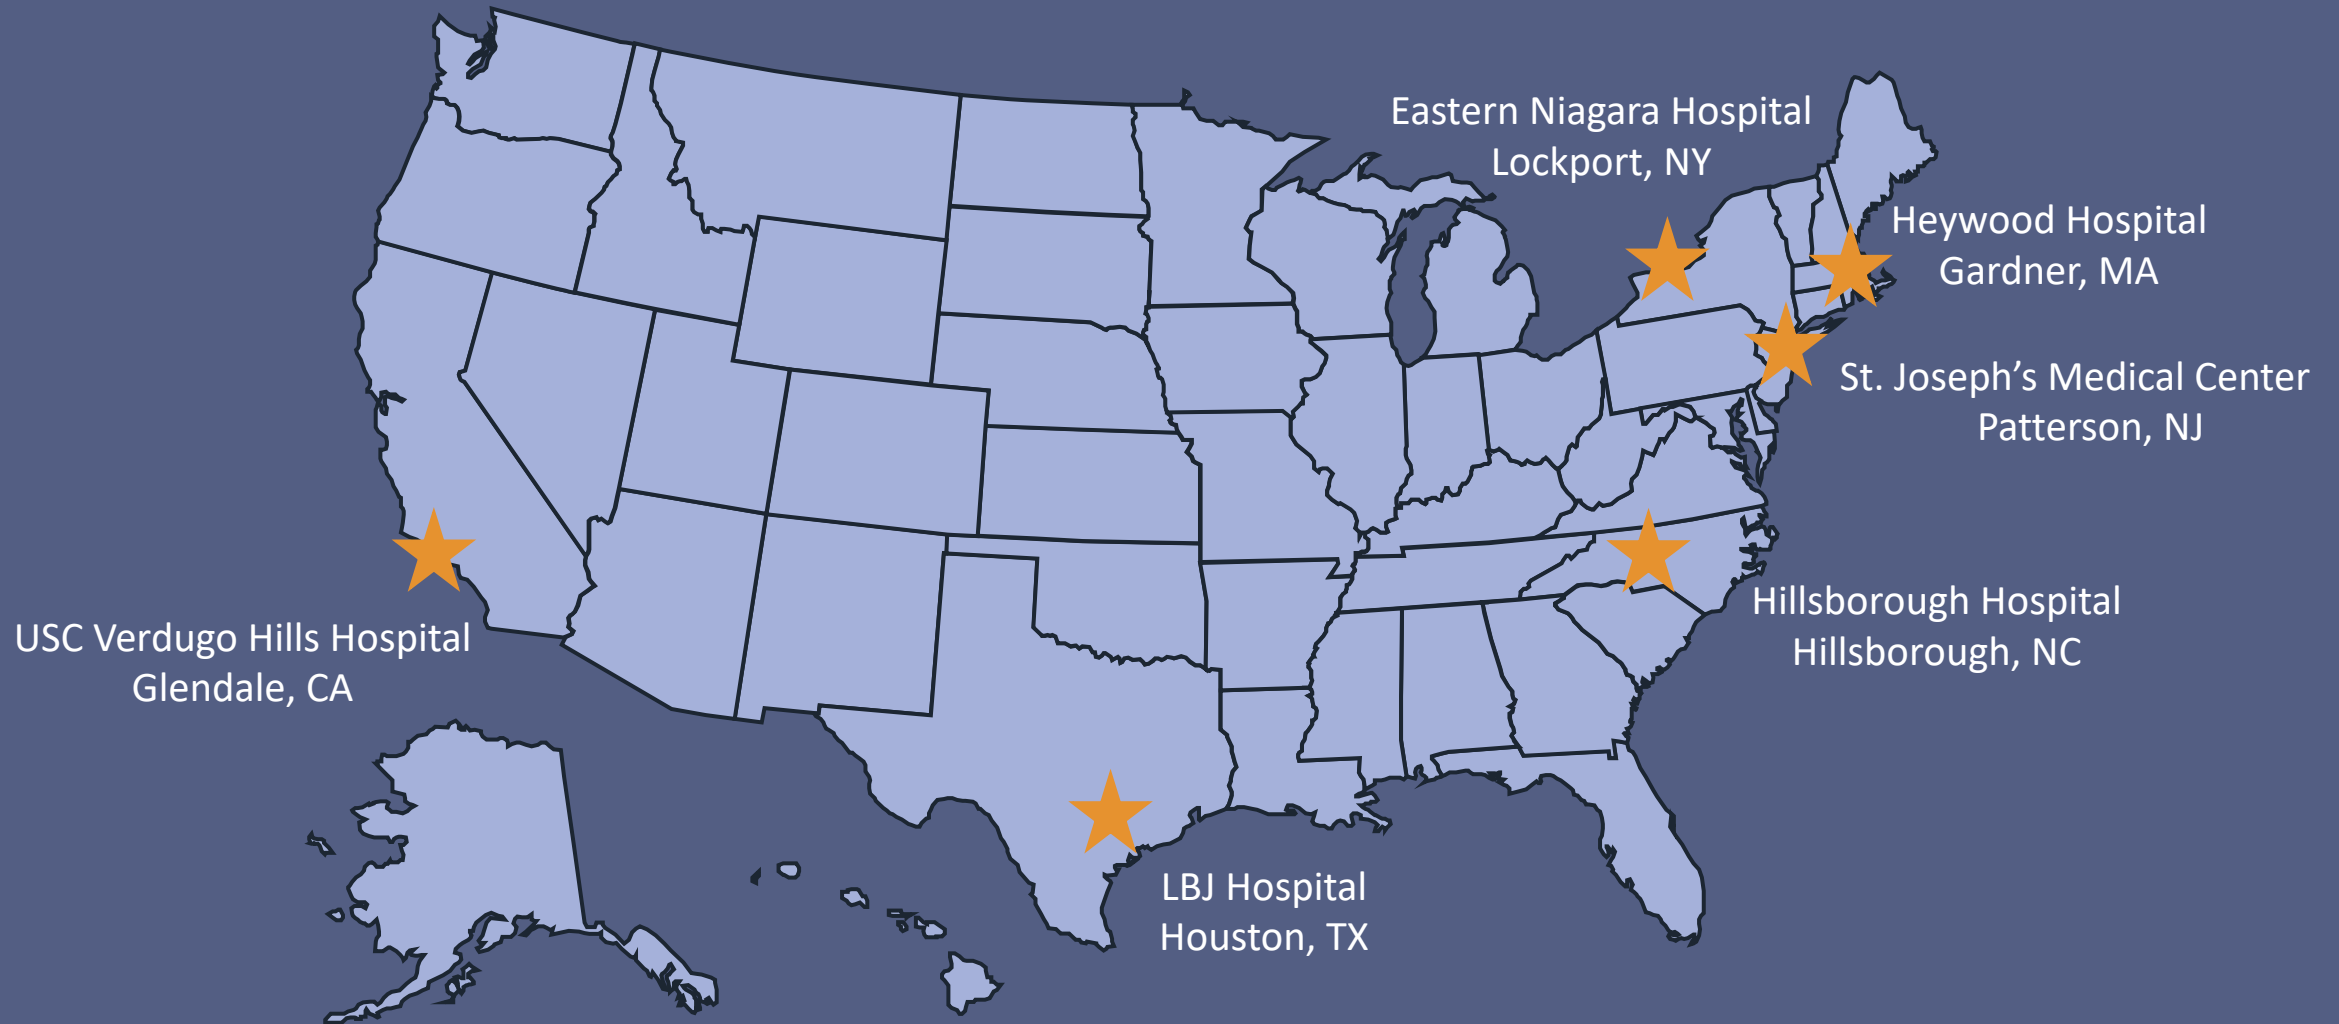 Eastern Niagara Hospital
Lockport, NY
Heywood Hospital
Gardner, MA
St. Joseph’s Medical Center
Patterson, NJ
Hillsborough Hospital
Hillsborough, NC
USC Verdugo Hills Hospital
Glendale, CA
LBJ Hospital
Houston, TX